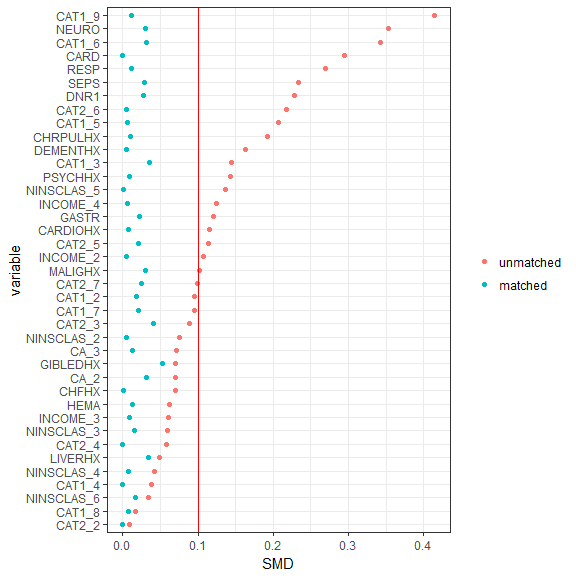 CAT1_9
NEURO
CAT1_6
CARD
RESP
SEPS
DNR1
CAT2_6
CAT1_5
CHRPULHX
DEMENTHX
CAT1_3
PSYCHHX
NINSCLAS_5
INCOME_4
GASTR
CARDIOHX
CAT2_5
INCOME_2
MALIGHX
CAT2_7
CAT1_2
CAT1_7
CAT2_3
NINSCLAS_2
CA_3
GIBLEDHX
CA_2
CHFHX
HEMA
INCOME_3
NINSCLAS_3
CAT2_4
LIVERHX
NINSCLAS_4
CAT1_4
NINSCLAS_6
CAT1_8
CAT2_2
variable
0.0 0.1 0.2 0.3 0.4
SMD
unmatched
matched